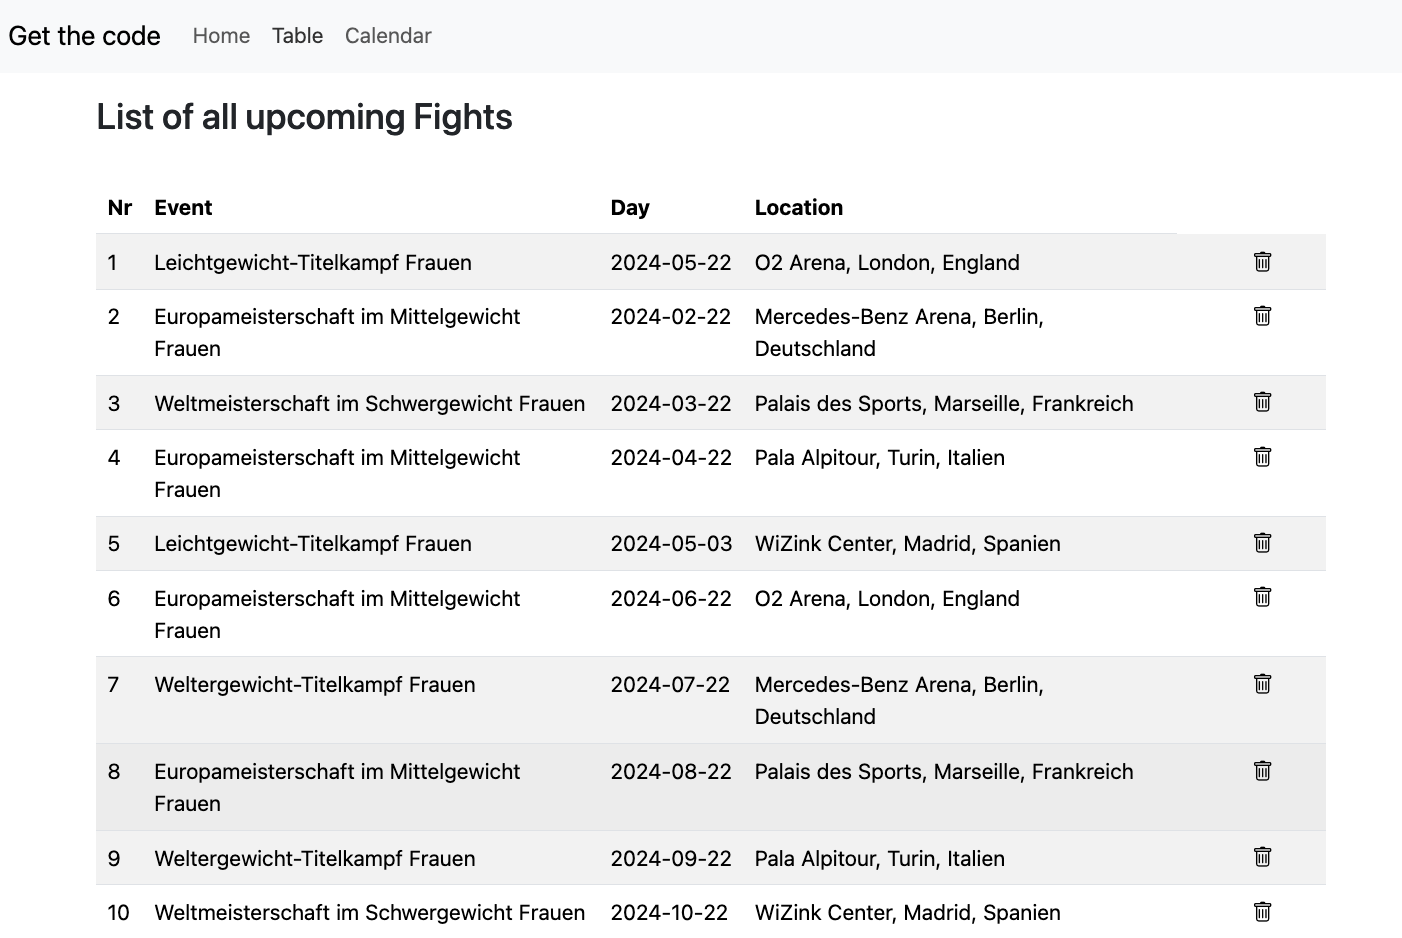 Get the code Home Table Calendar
List of all upcoming Fights
Nr Event Day Location
1 Leichtgewicht-Titelkampf Frauen 2024-05-22 O2 Arena, London, England
2 Europameisterschaft im Mittelgewicht 2024-02-22 Mercedes-Benz Arena, Berlin,
Frauen Deutschland
3 Weltmeisterschaft im Schwergewicht Frauen 2024-03-22 Palais des Sports, Marseille, Frankreich
4 Europameisterschaft im Mittelgewicht 2024-04-22 Pala Alpitour, Turin, Italien
Frauen
5 Leichtgewicht-Titelkampf Frauen 2024-05-03 WiZink Center, Madrid, Spanien
6 Europameisterschaft im Mittelgewicht 2024-06-22 O2 Arena, London, England
Frauen
7 Weltergewicht-Titelkampf Frauen 2024-07-22 Mercedes-Benz Arena, Berlin,
Deutschland
8 Europameisterschaft im Mittelgewicht 2024-08-22 Palais des Sports, Marseille, Frankreich
Frauen
9 Weltergewicht-Titelkampf Frauen 2024-09-22 Pala Alpitour, Turin, Italien
10 Weltmeisterschaft im Schwergewicht Frauen 2024-10-22 WiZink Center, Madrid, Spanien